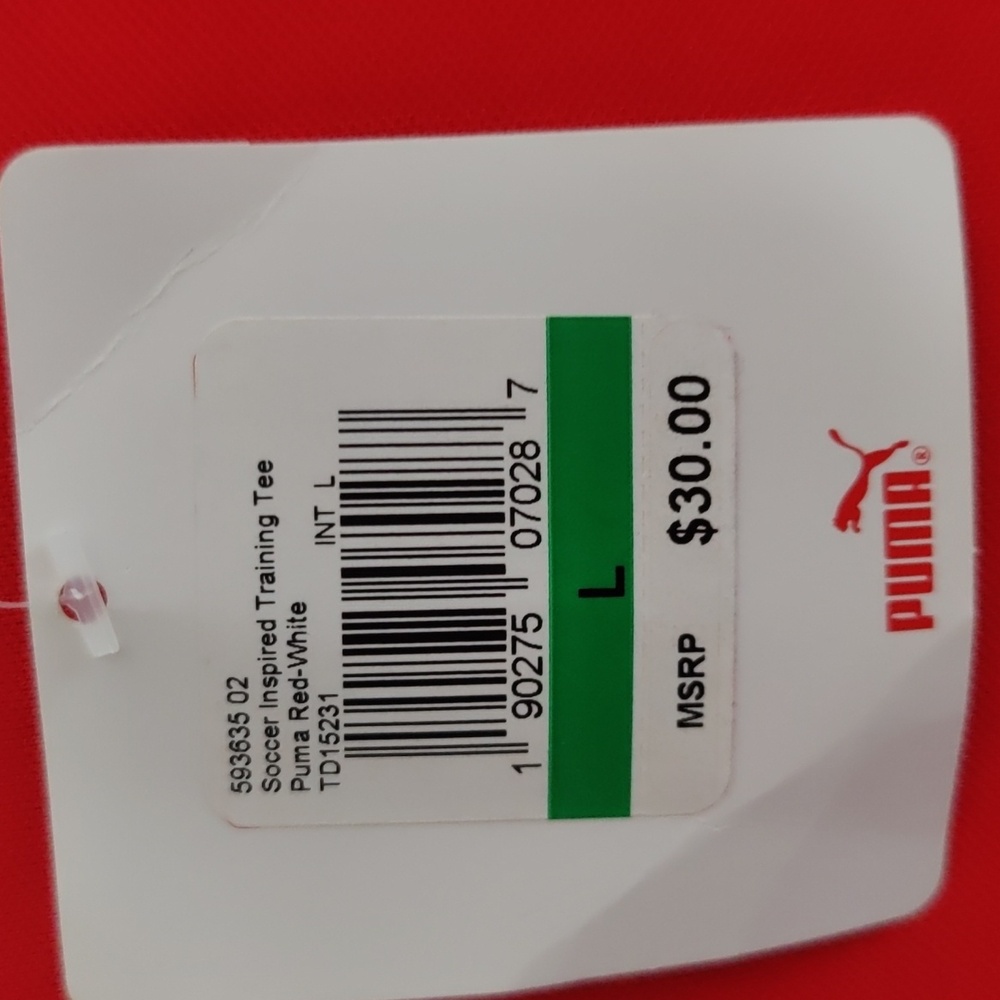 593635 02
Soccer Inspired Training Tee
Puma Red-White
TD15231 INT L
1 90275 07028 7
L
MSRP $30.00
PUMA®